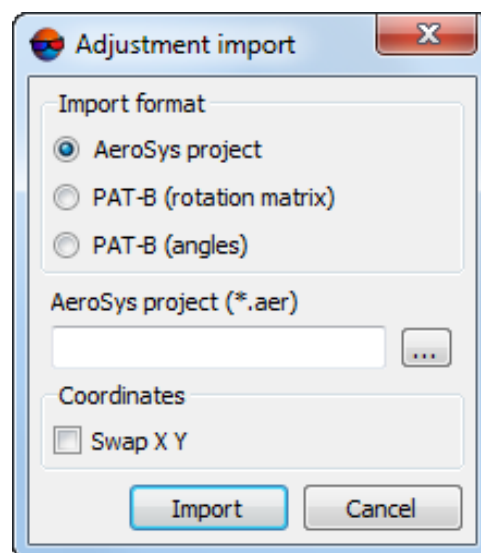 Adjustment import
Import format
AeroSys project
PAT-B (rotation matrix)
PAT-B (angles)
AeroSys project (*.aer)
...
Coordinates
Swap X Y
Import Cancel